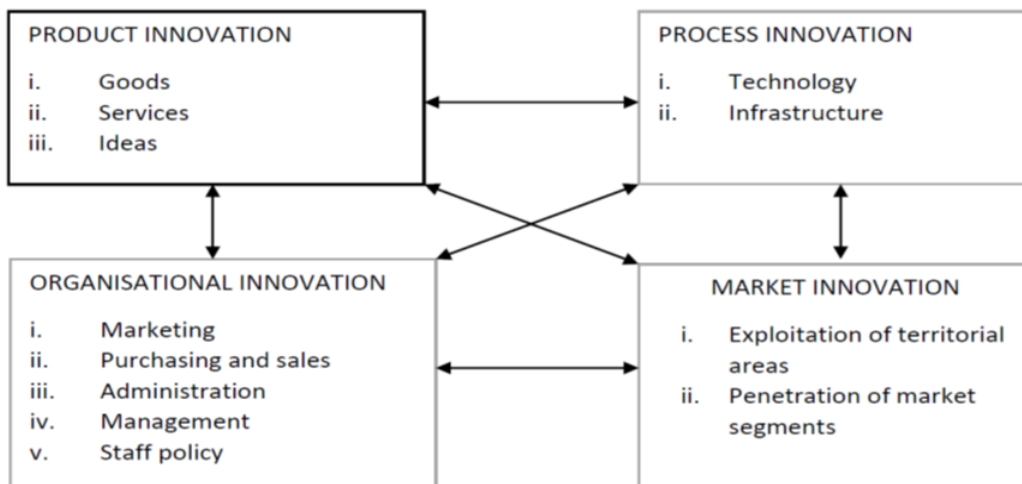 PRODUCT INNOVATION
i. Goods
ii. Services
iii. Ideas
PROCESS INNOVATION
i. Technology
ii. Infrastructure
ORGANISATIONAL INNOVATION
i. Marketing
ii. Purchasing and sales
iii. Administration
iv. Management
v. Staff policy
MARKET INNOVATION
i. Exploitation of territorial
areas
ii. Penetration of market
segments